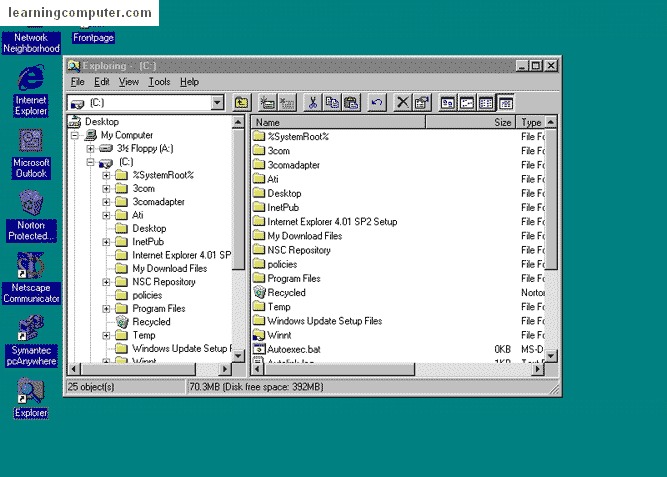 learningcomputer.com
Network
Neighborhood
Frontpage
Internet
Explorer
Microsoft
Outlook
Norton
Protected...
Netscape
Communicator
Symantec
pcAnywhere
Explorer
Exploring - (C:)
File Edit View Tools Help
(C:)
Desktop
My Computer
3½ Floppy (A:)
(C:)
%SystemRoot%
3com
3comadapter
Ati
Desktop
InetPub
Internet Explorer 4.01 SP2
My Download Files
NSC Repository
policies
Program Files
Recycled
Temp
Windows Update Setup F
Winnt
Name Size Type
%SystemRoot% File Fo
3com File Fo
3comadapter File Fo
Ati File Fo
Desktop File Fo
InetPub File Fo
Internet Explorer 4.01 SP2 Setup File Fo
My Download Files File Fo
NSC Repository File Fo
policies File Fo
Program Files File Fo
Recycled Norton
Temp File Fo
Windows Update Setup Files File Fo
Winnt File Fo
Autoexec.bat 0KB MS-D
1KB
25 object(s) 70.3MB (Disk free space: 392MB)